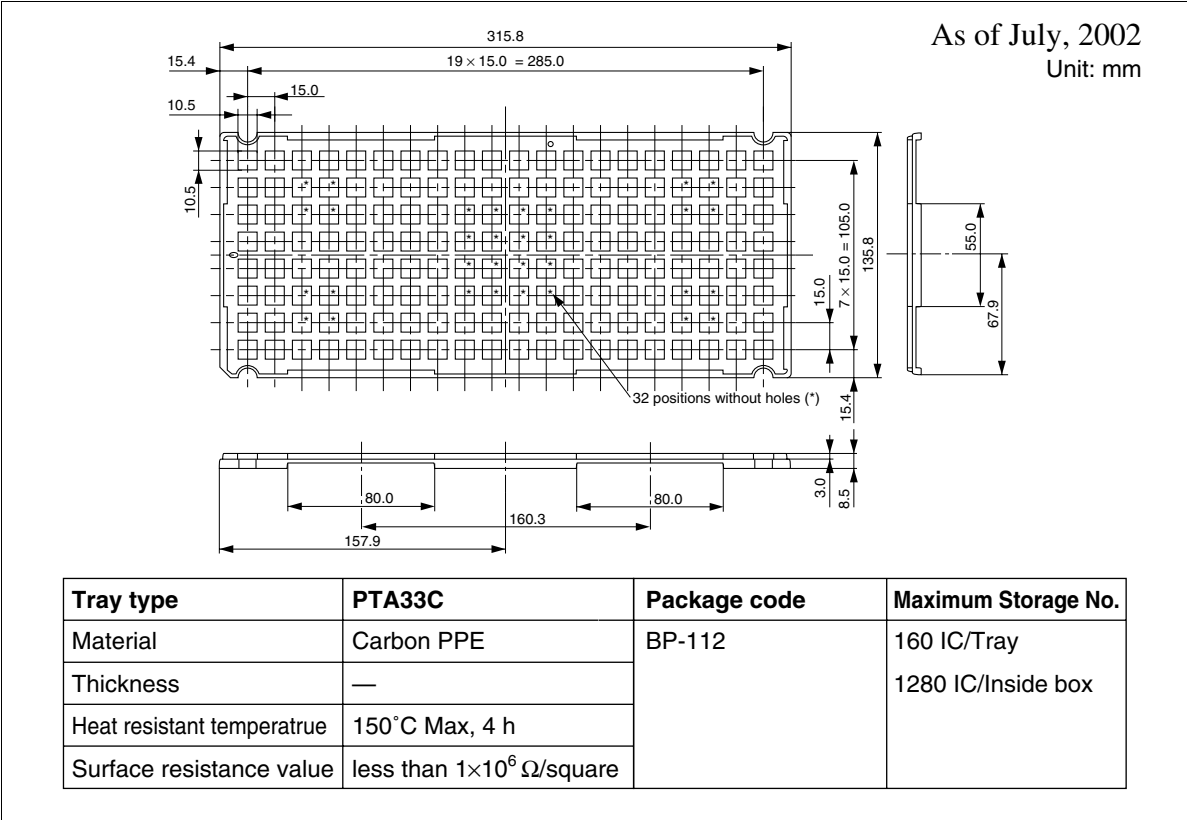 As of July, 2002
Unit: mm
315.8
15.4
19 × 15.0 = 285.0
15.0
10.5
10.5
15.0
7 × 15.0 = 105.0
135.8
55.0
67.9
32 positions without holes (*)
15.4
80.0
80.0
3.0
8.5
160.3
157.9
Tray type PTA33C Package code Maximum Storage No.
Material Carbon PPE BP-112 160 IC/Tray
Thickness — 1280 IC/Inside box
Heat resistant temperatrue 150˚C Max, 4 h
Surface resistance value less than 1×10⁶ Ω/square